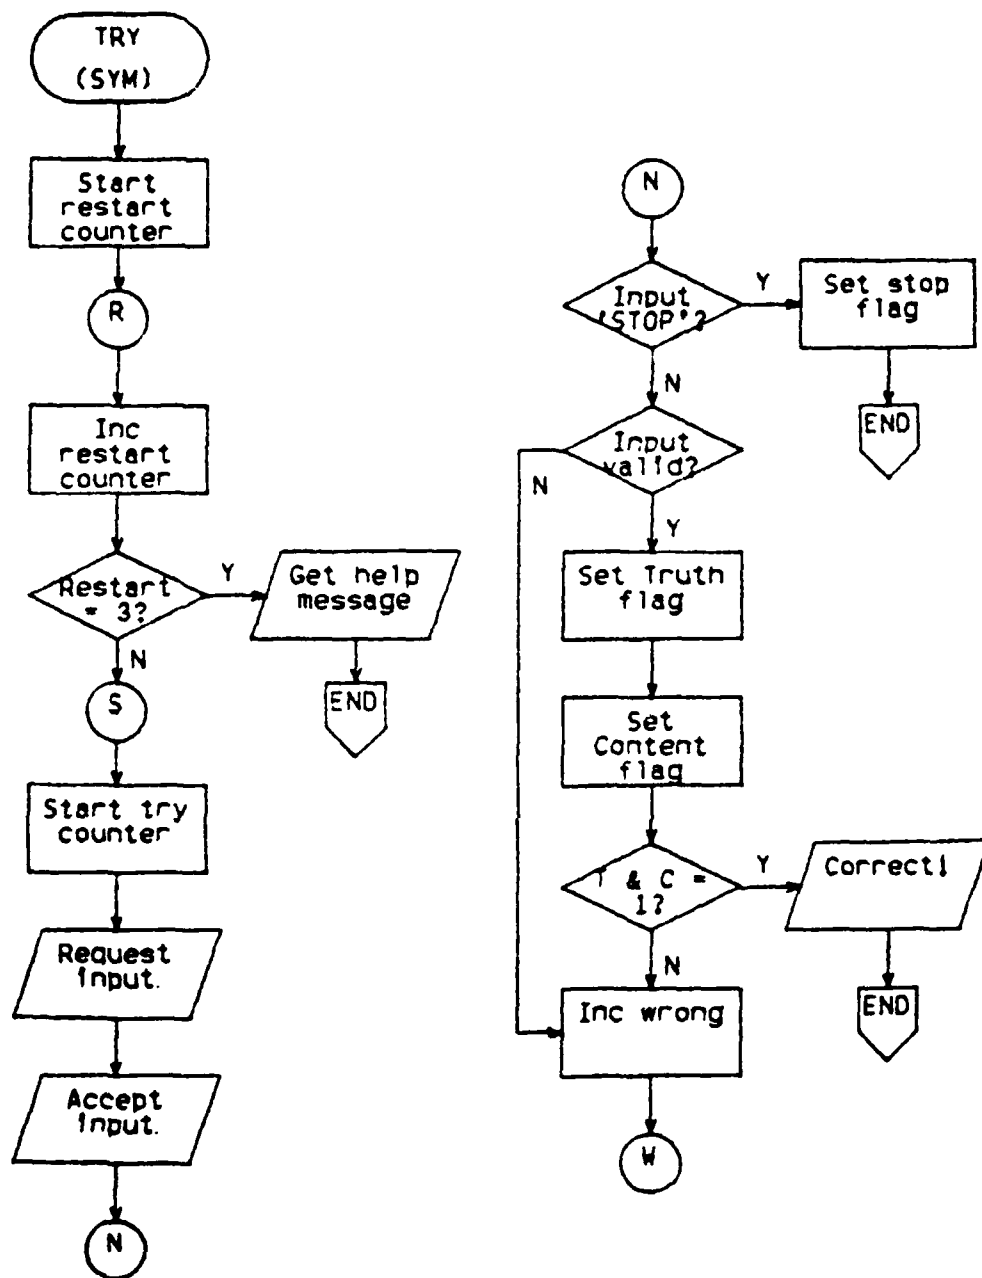 TRY
(SYM)
Start
restart
counter
R
Inc
restart
counter
Restart
= 3?
Y
Get help
message
N
END
S
Start try
counter
Request
input.
Accept
input.
N
N
Input
'STOP'?
Y
Set stop
flag
N
END
Input
valid?
N
Y
Set Truth
flag
Set
Content
flag
T & C =
1?
Y
Correct!
N
END
Inc wrong
W